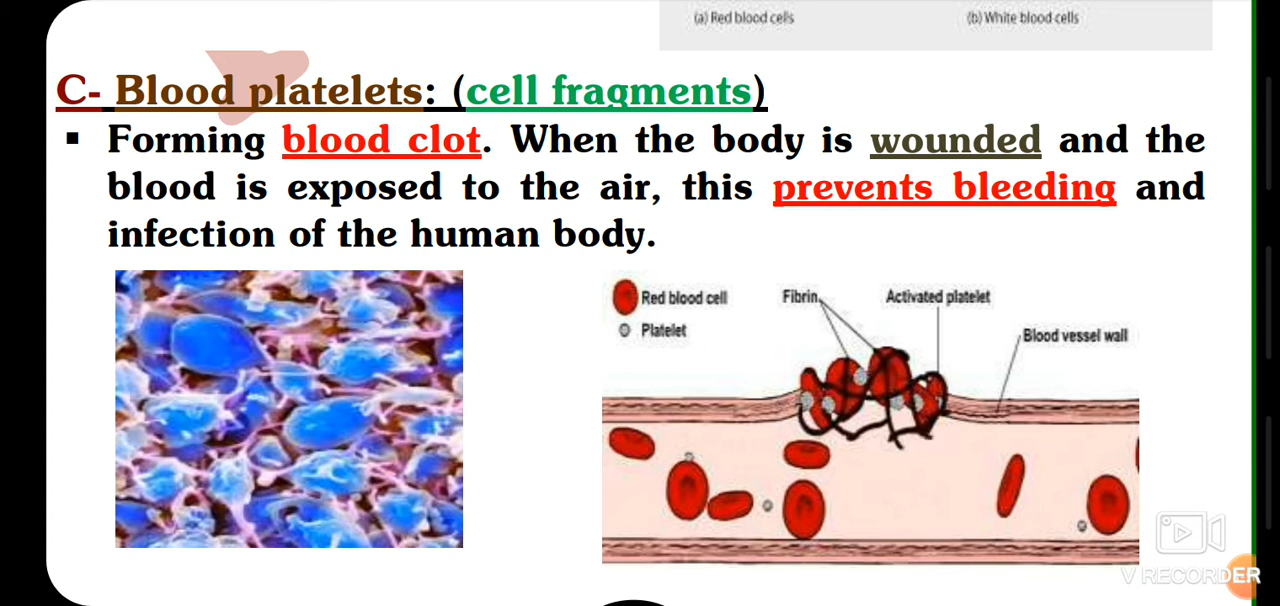 (a) Red blood cells
(b) White blood cells
C- Blood platelets: (cell fragments)
▪ Forming blood clot. When the body is wounded and the
blood is exposed to the air, this prevents bleeding and
infection of the human body.
Red blood cell
Platelet
Fibrin
Activated platelet
Blood vessel wall
V RECORDER